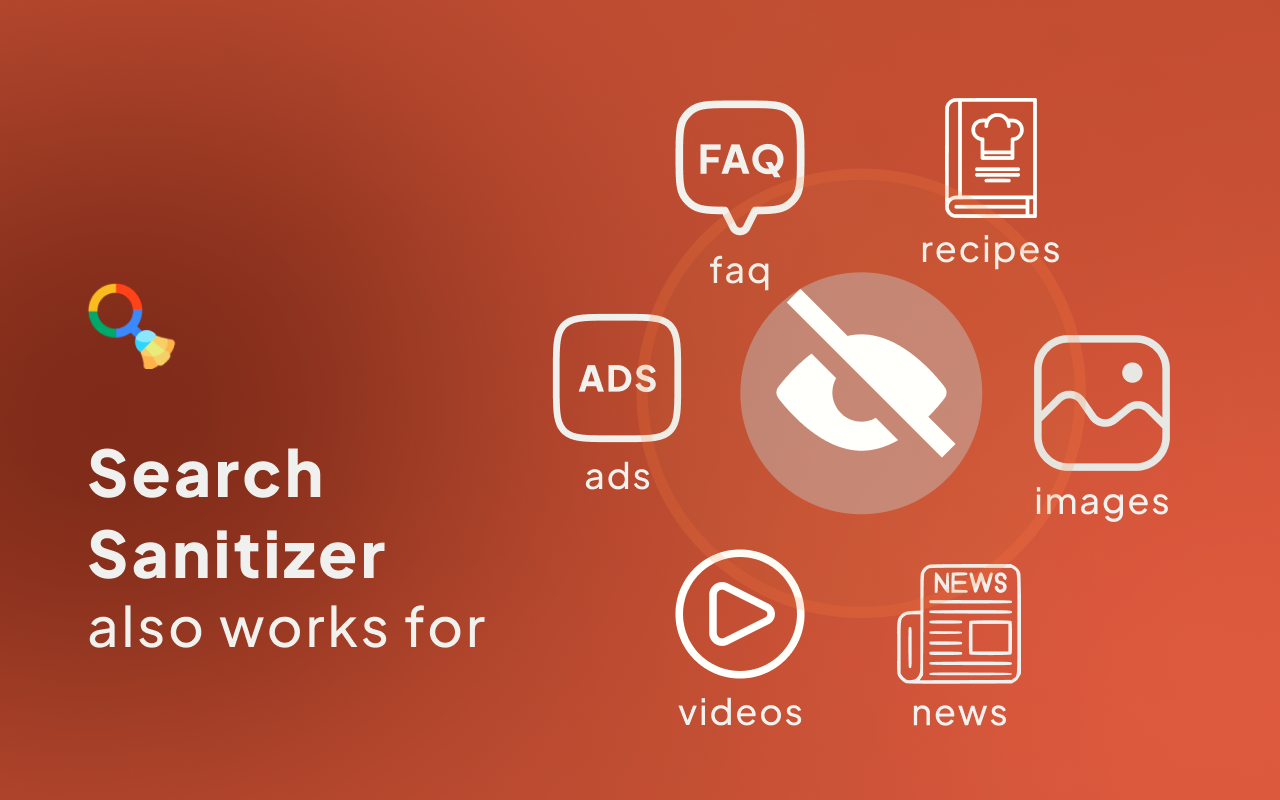 Search
Sanitizer
also works for
FAQ
faq
recipes
ADS
ads
images
videos
NEWS
news